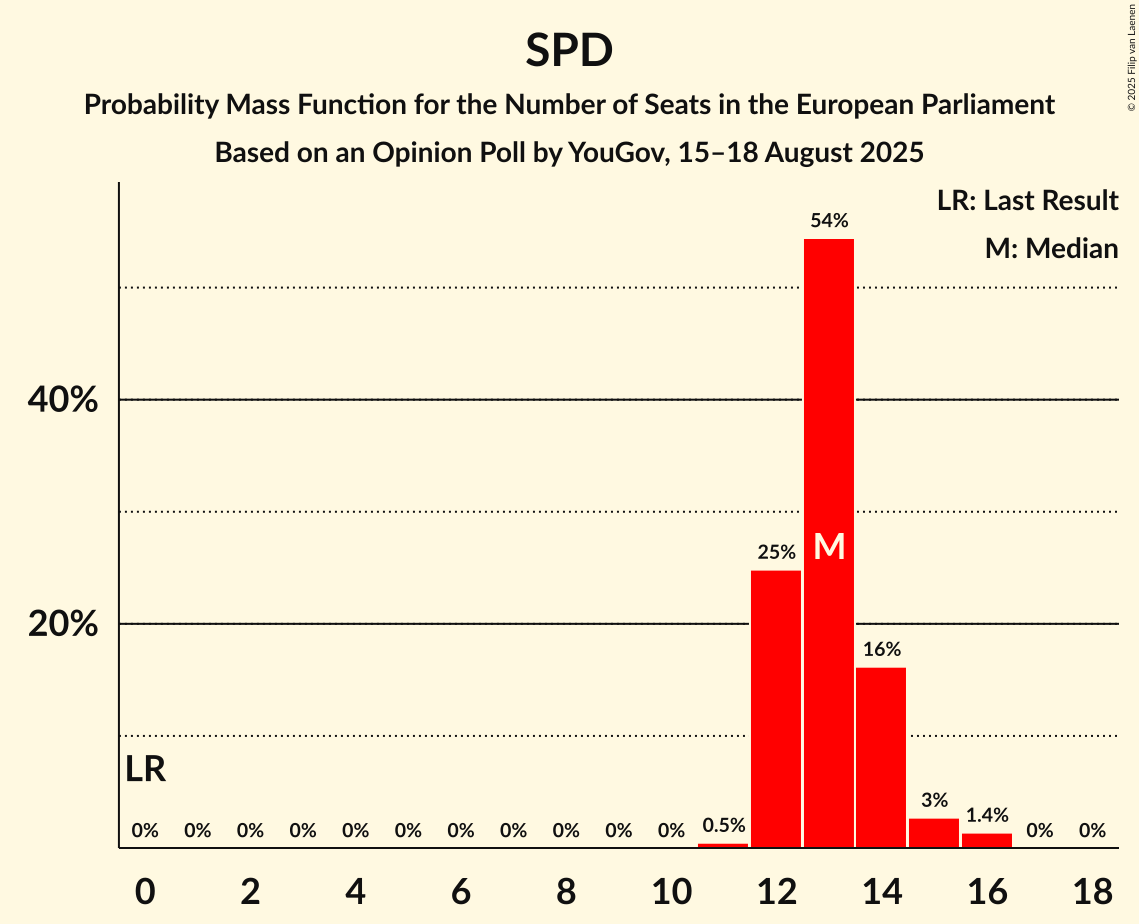 SPD
Probability Mass Function for the Number of Seats in the European Parliament
Based on an Opinion Poll by YouGov, 15–18 August 2025
© 2025 Filip van Laenen
LR: Last Result
M: Median
54%
40%
25%
M
20%
16%
LR
0% 0% 0% 0% 0% 0% 0% 0% 0% 0% 0% 0.5% 3% 1.4% 0% 0%
0 2 4 6 8 10 12 14 16 18